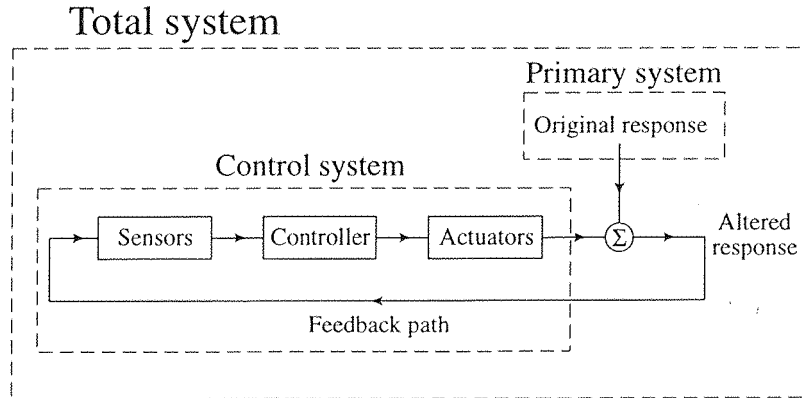 Total system
Primary system
Original response
Control system
Sensors
Controller
Actuators
Σ
Altered
response
Feedback path